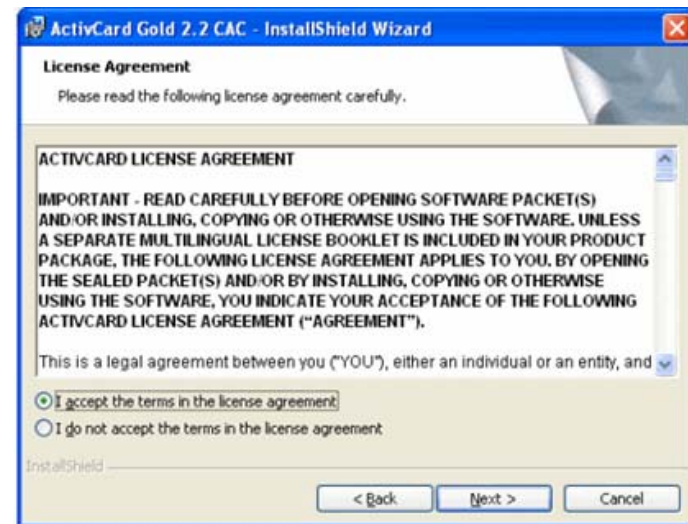 ActivCard Gold 2.2 CAC - InstallShield Wizard
License Agreement
Please read the following license agreement carefully.
ACTIVCARD LICENSE AGREEMENT
IMPORTANT - READ CAREFULLY BEFORE OPENING SOFTWARE PACKET(S)
AND/OR INSTALLING, COPYING OR OTHERWISE USING THE SOFTWARE. UNLESS
A SEPARATE MULTILINGUAL LICENSE BOOKLET IS INCLUDED IN YOUR PRODUCT
PACKAGE, THE FOLLOWING LICENSE AGREEMENT APPLIES TO YOU. BY OPENING
THE SEALED PACKET(S) AND/OR BY INSTALLING, COPYING OR OTHERWISE
USING THE SOFTWARE, YOU INDICATE YOUR ACCEPTANCE OF THE FOLLOWING
ACTIVCARD LICENSE AGREEMENT (“AGREEMENT”).
This is a legal agreement between you ("YOU"), either an individual or an entity, and
I accept the terms in the license agreement
I do not accept the terms in the license agreement
InstallShield
< Back
Next >
Cancel